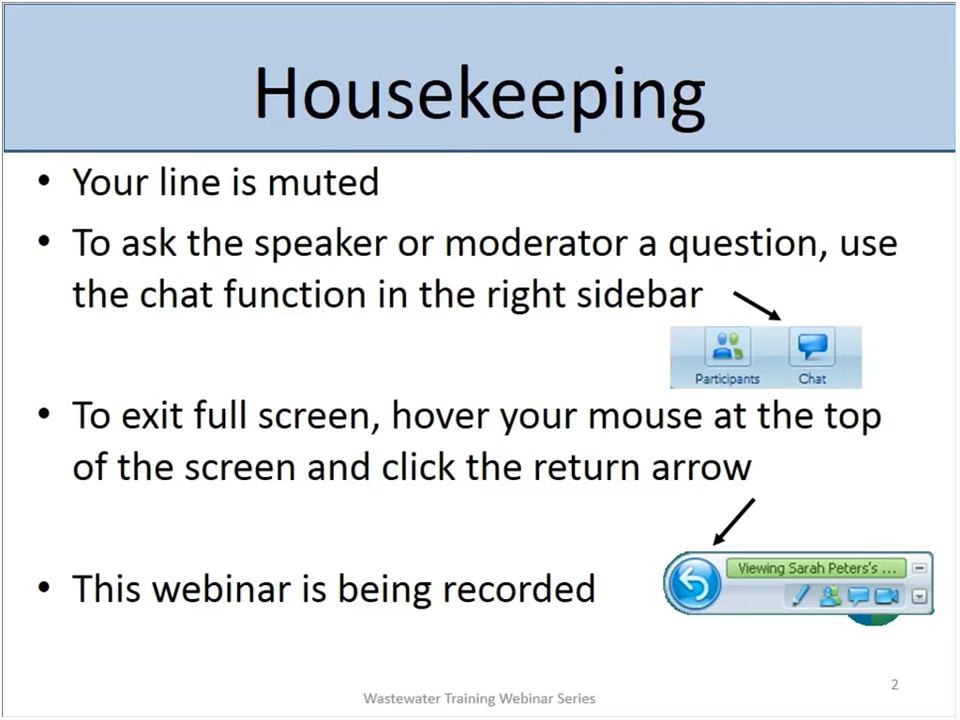 Housekeeping
• Your line is muted
• To ask the speaker or moderator a question, use
the chat function in the right sidebar
Participants Chat
• To exit full screen, hover your mouse at the top
of the screen and click the return arrow
Viewing Sarah Peters's ...
• This webinar is being recorded
2
Wastewater Training Webinar Series